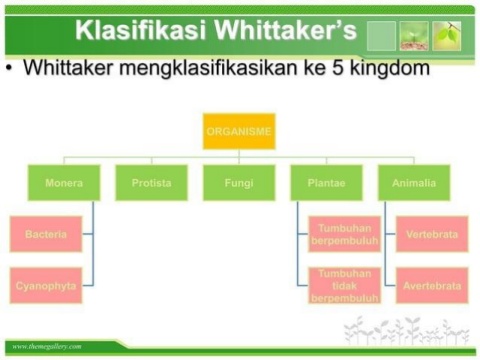 Klasifikasi Whittaker's
• Whittaker mengklasifikasikan ke 5 kingdom
ORGANISME
Monera
Protista
Fungi
Plantae
Animalia
Bacteria
Tumbuhan
berpembuluh
Vertebrata
Cyanophyta
Tumbuhan
tidak
berpembuluh
Avertebrata
www.themegallery.com